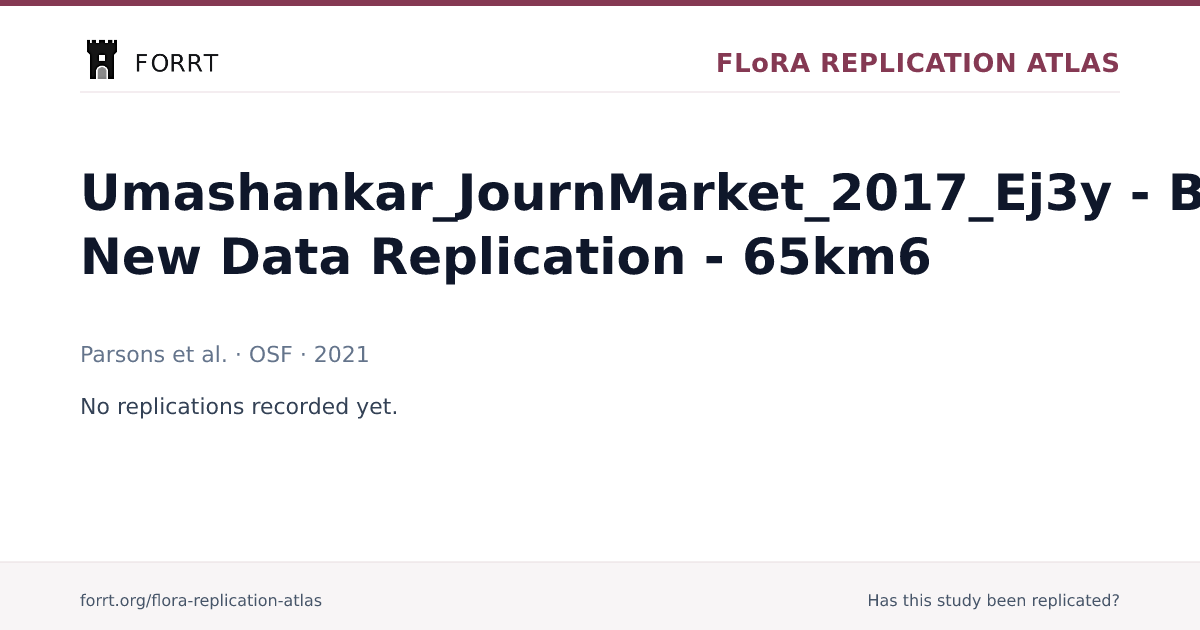 FORRT
FLoRA REPLICATION ATLAS
Umashankar_JournMarket_2017_Ej3y -
New Data Replication - 65km6
Parsons et al. · OSF · 2021
No replications recorded yet.
forrt.org/flora-replication-atlas
Has this study been replicated?